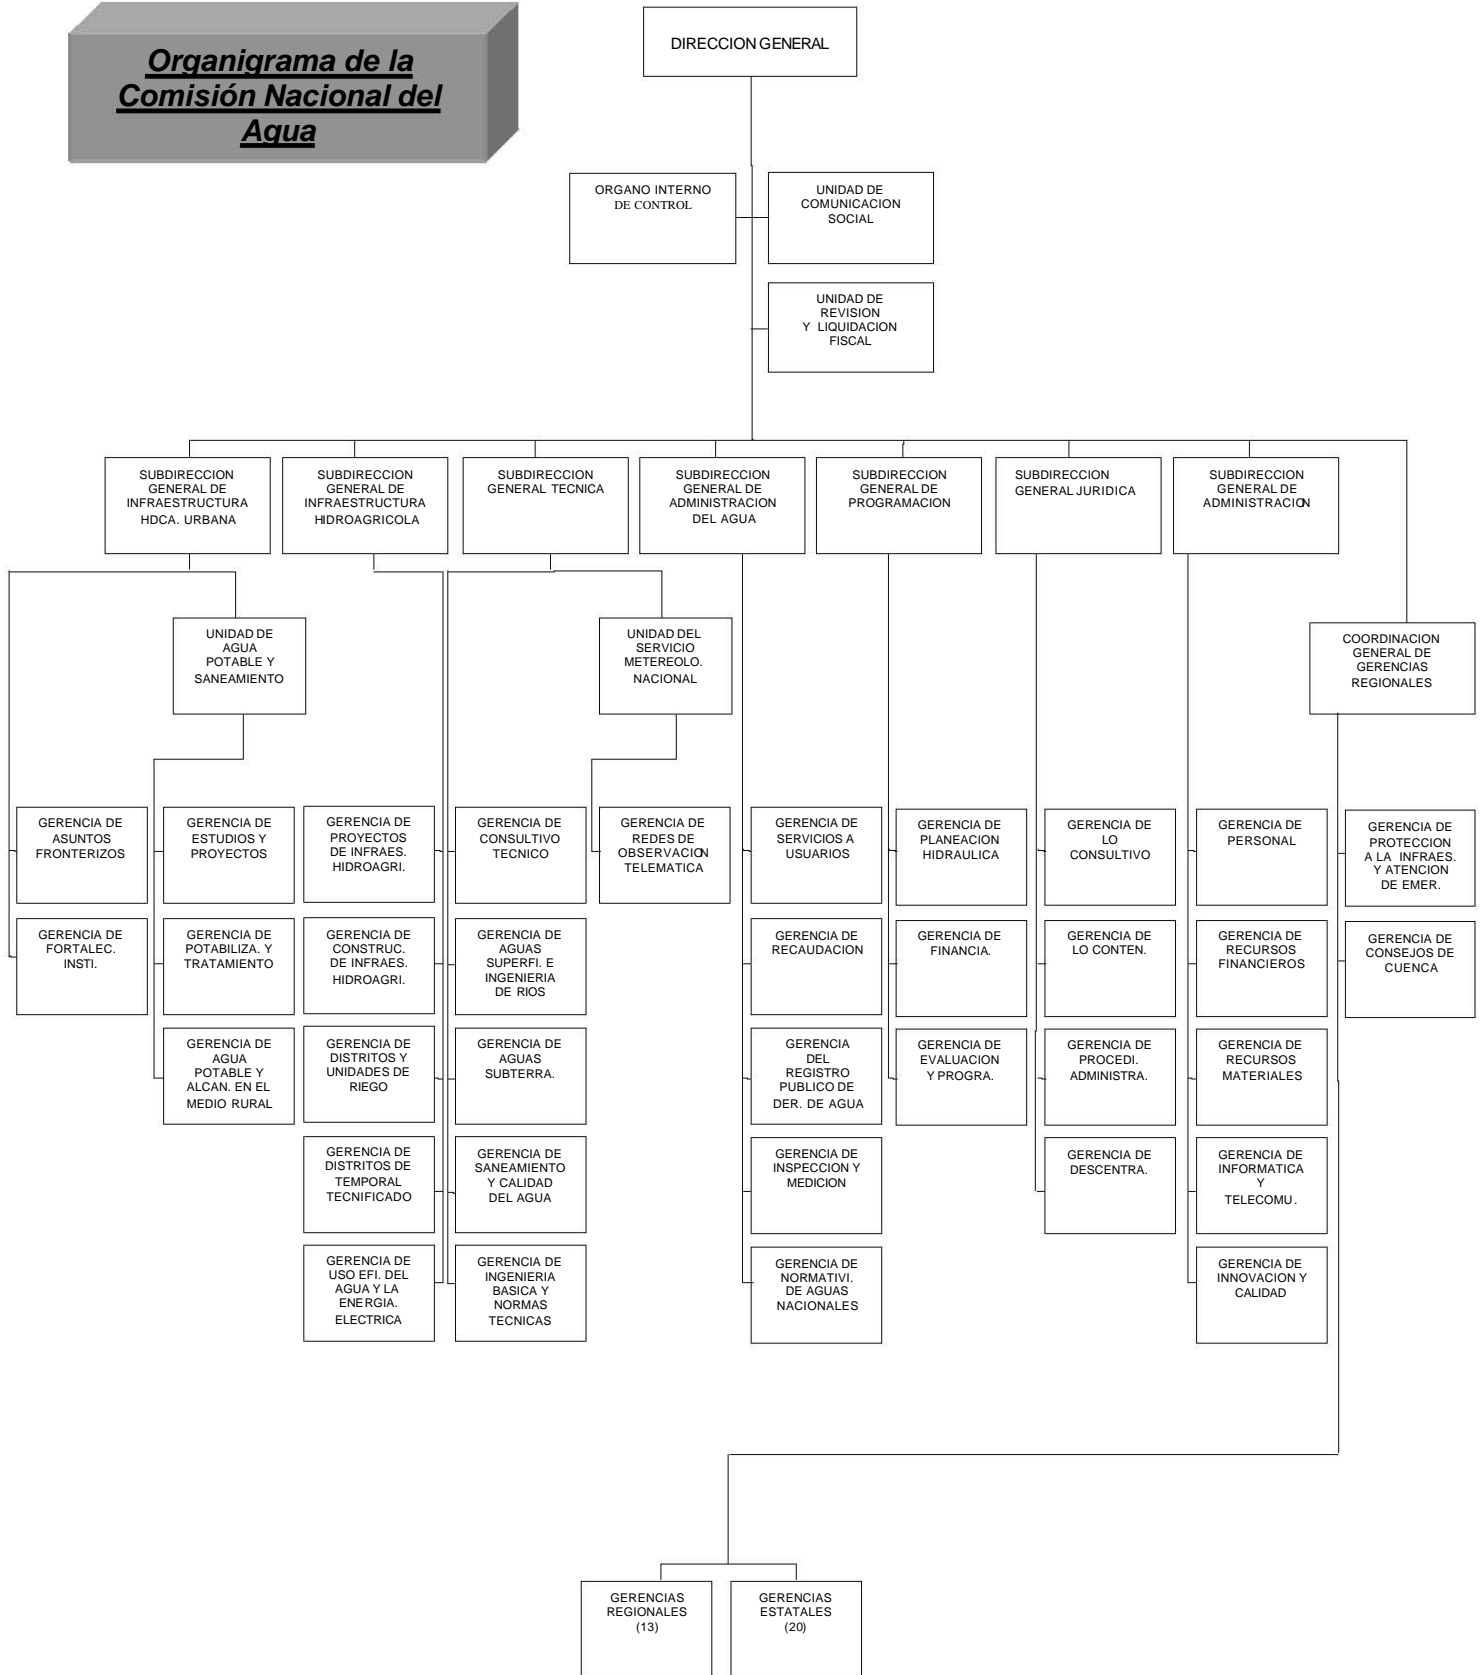 Organigrama de la
Comisión Nacional del
Agua
DIRECCION GENERAL
ORGANO INTERNO
DE CONTROL
UNIDAD DE
COMUNICACION
SOCIAL
UNIDAD DE
REVISION
Y LIQUIDACION
FISCAL
SUBDIRECCION
GENERAL DE
INFRAESTRUCTURA
HDCA. URBANA
SUBDIRECCION
GENERAL DE
INFRAESTRUCTURA
HIDROAGRICOLA
SUBDIRECCION
GENERAL TECNICA
SUBDIRECCION
GENERAL DE
ADMINISTRACION
DEL AGUA
SUBDIRECCION
GENERAL DE
PROGRAMACION
SUBDIRECCION
GENERAL JURIDICA
SUBDIRECCION
GENERAL DE
ADMINISTRACION
UNIDAD DE
AGUA
POTABLE Y
SANEAMIENTO
UNIDAD DEL
SERVICIO
METEREOLO.
NACIONAL
COORDINACION
GENERAL DE
GERENCIAS
REGIONALES
GERENCIA DE
ASUNTOS
FRONTERIZOS
GERENCIA DE
ESTUDIOS Y
PROYECTOS
GERENCIA DE
PROYECTOS
DE INFRAES.
HIDROAGRI.
GERENCIA DE
CONSULTIVO
TECNICO
GERENCIA DE
REDES DE
OBSERVACION
TELEMATICA
GERENCIA DE
SERVICIOS A
USUARIOS
GERENCIA DE
PLANEACION
HIDRAULICA
GERENCIA DE
LO
CONSULTIVO
GERENCIA DE
PERSONAL
GERENCIA DE
PROTECCION
A LA INFRAES.
Y ATENCION
DE EMER.
GERENCIA DE
FORTALEC.
INSTI.
GERENCIA DE
POTABILIZA. Y
TRATAMIENTO
GERENCIA DE
CONSTRUC.
DE INFRAES.
HIDROAGRI.
GERENCIA DE
AGUAS
SUPERFI. E
INGENIERIA
DE RIOS
GERENCIA DE
RECAUDACION
GERENCIA DE
FINANCIA.
GERENCIA DE
LO CONTEN.
GERENCIA DE
RECURSOS
FINANCIEROS
GERENCIA DE
CONSEJOS DE
CUENCA
GERENCIA DE
AGUA
POTABLE Y
ALCAN. EN EL
MEDIO RURAL
GERENCIA DE
DISTRITOS Y
UNIDADES DE
RIEGO
GERENCIA DE
AGUAS
SUBTERRA.
GERENCIA
DEL
REGISTRO
PUBLICO DE
DER. DE AGUA
GERENCIA DE
EVALUACION
Y PROGRA.
GERENCIA DE
PROCEDI.
ADMINISTRA.
GERENCIA DE
RECURSOS
MATERIALES
GERENCIA DE
DISTRITOS DE
TEMPORAL
TECNIFICADO
GERENCIA DE
SANEAMIENTO
Y CALIDAD
DEL AGUA
GERENCIA DE
INSPECCION Y
MEDICION
GERENCIA DE
DESCENTRA.
GERENCIA DE
INFORMATICA
Y
TELECOMU.
GERENCIA DE
USO EFI. DEL
AGUA Y LA
ENERGIA.
ELECTRICA
GERENCIA DE
INGENIERIA
BASICA Y
NORMAS
TECNICAS
GERENCIA DE
NORMATIVI.
DE AGUAS
NACIONALES
GERENCIA DE
INNOVACION Y
CALIDAD
GERENCIAS
REGIONALES
(13)
GERENCIAS
ESTATALES
(20)